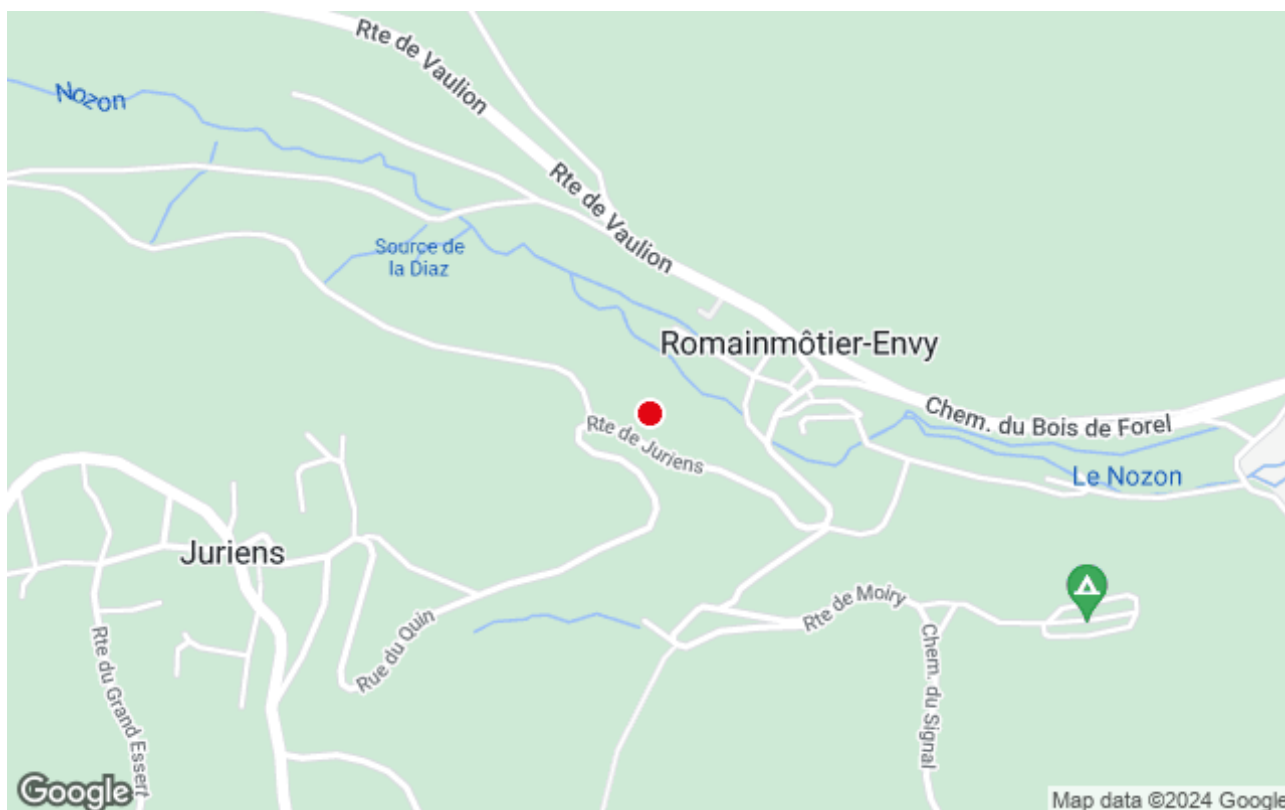 Rte de Vaulion
Nozon
Rte de Vaulion
Source de
la Diaz
Romainmôtier-Envy
Chem. du Bois de Forel
Rte de Juriens
Le Nozon
Juriens
Rte de Moiry
Rue du Quin
Rte du Grand Essert
Chem. du Signal
Google
Map data ©2024 Google